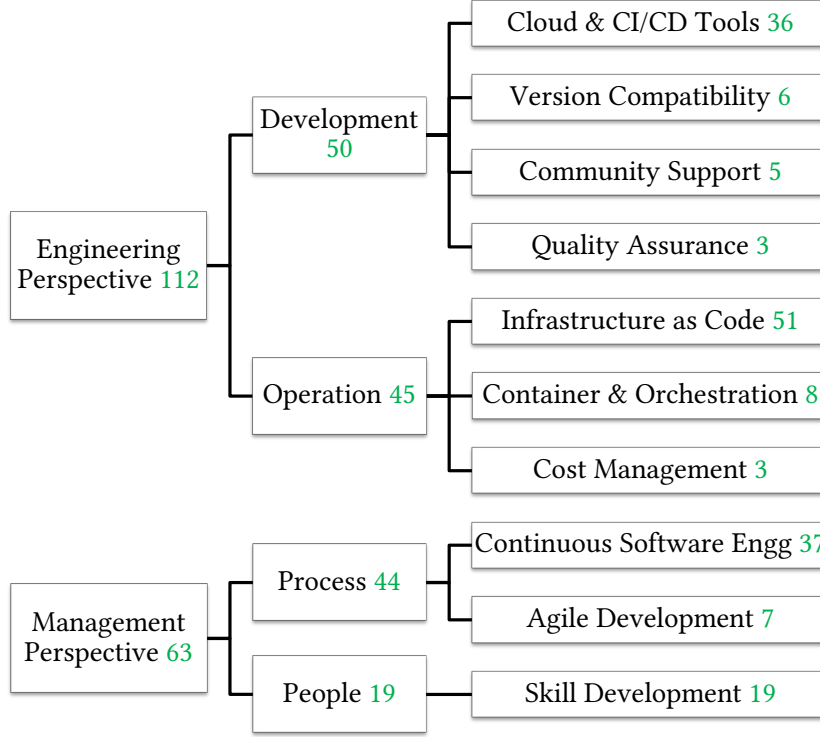 Engineering
Perspective 112
Development
50
Cloud & CI/CD Tools 36
Version Compatibility 6
Community Support 5
Quality Assurance 3
Operation 45
Infrastructure as Code 51
Container & Orchestration 8
Cost Management 3
Management
Perspective 63
Process 44
Continuous Software Engg 37
Agile Development 7
People 19
Skill Development 19